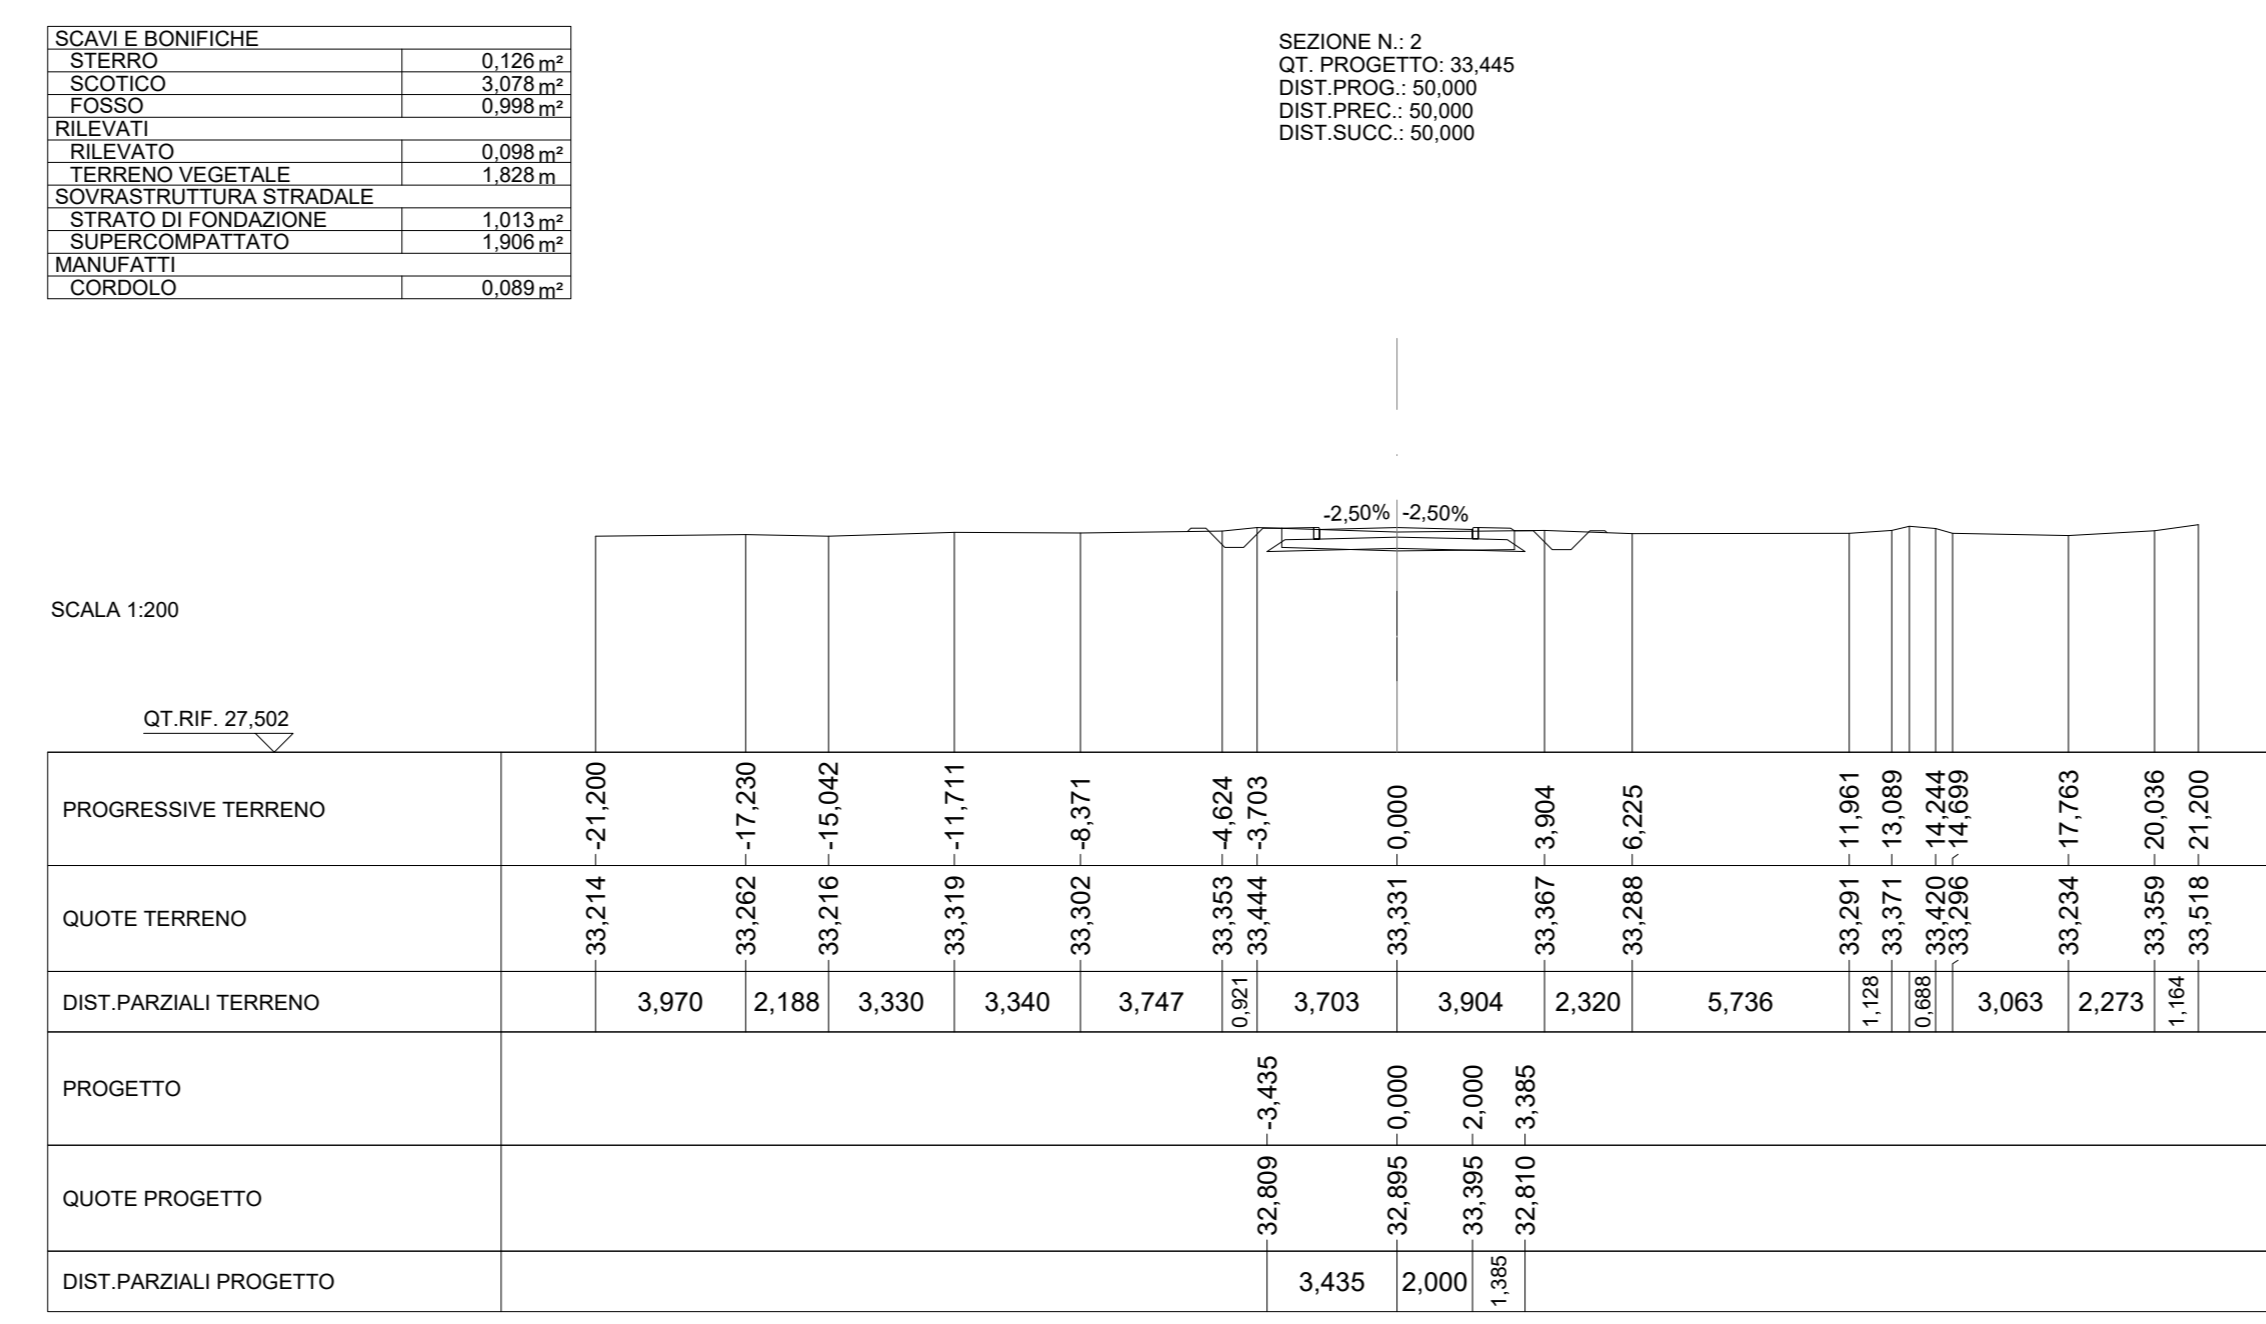 SCAVI E BONIFICHE
STERRO 0,126 m²
SCOTICO 3,078 m²
FOSSO 0,998 m²
RILEVATI
RILEVATO 0,098 m²
TERRENO VEGETALE 1,828 m
SOVRASTRUTTURA STRADALE
STRATO DI FONDAZIONE 1,013 m²
SUPERCOMPATTATO 1,906 m²
MANUFATTI
CORDOLO 0,089 m²
SEZIONE N.: 2
QT. PROGETTO: 33,445
DIST.PROG.: 50,000
DIST.PREC.: 50,000
DIST.SUCC.: 50,000
-2,50% -2,50%
SCALA 1:200
QT.RIF. 27,502
PROGRESSIVE TERRENO -21,200 -17,230 -15,042 -11,711 -8,371 -4,624 -3,703 0,000 3,904 6,225 11,961 13,089 14,244 14,699 17,763 20,036 21,200
QUOTE TERRENO 33,214 33,262 33,216 33,319 33,302 33,353 33,444 33,331 33,367 33,288 33,291 33,371 33,420 33,296 33,234 33,359 33,518
DIST.PARZIALI TERRENO 3,970 2,188 3,330 3,340 3,747 0,921 3,703 3,904 2,320 5,736 1,128 0,688 3,063 2,273 1,164
PROGETTO -3,435 0,000 2,000 3,385
QUOTE PROGETTO 32,809 32,895 33,395 32,810
DIST.PARZIALI PROGETTO 3,435 2,000 1,385